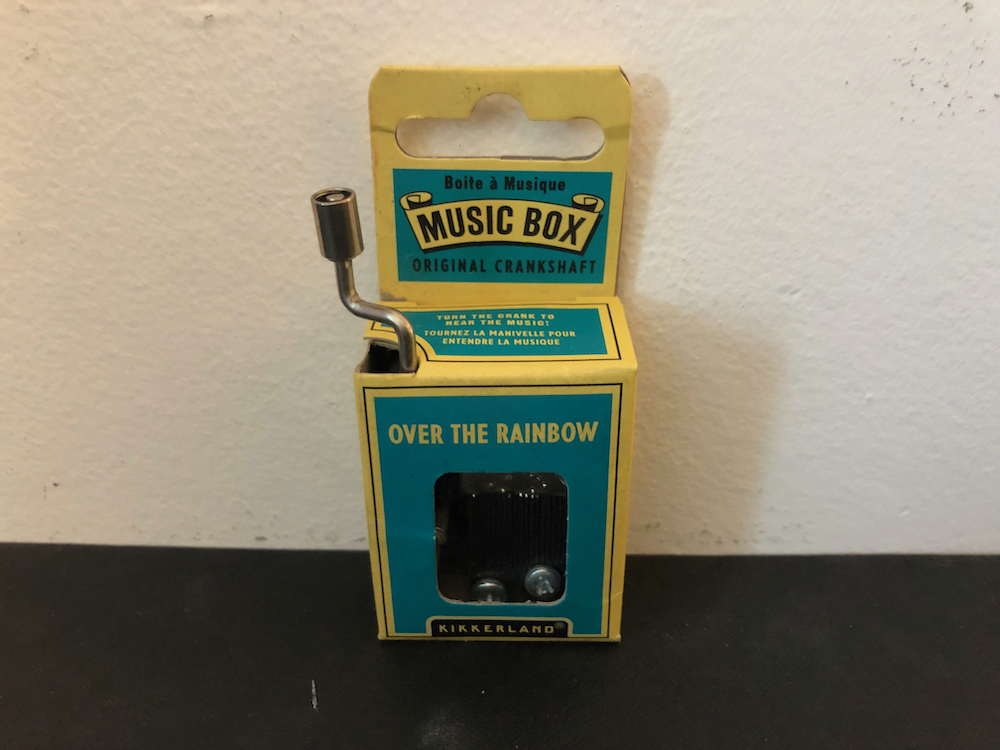 Boite à Musique
MUSIC BOX
ORIGINAL CRANKSHAFT
TURN THE CRANK TO
HEAR THE MUSIC!
TOURNEZ LA MANIVELLE POUR
ENTENDRE LA MUSIQUE
OVER THE RAINBOW
KIKKERLAND®